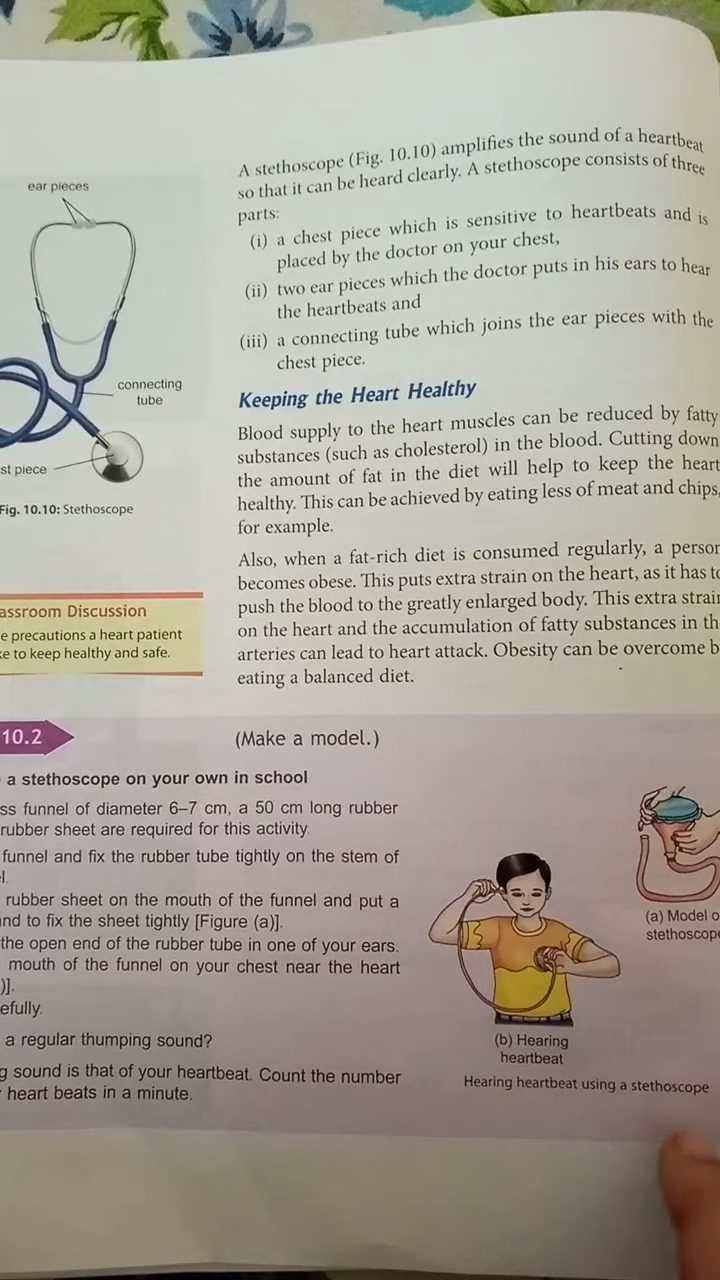 ear pieces
connecting
tube
st piece
Fig. 10.10: Stethoscope
A stethoscope (Fig. 10.10) amplifies the sound of a heartbeat
so that it can be heard clearly. A stethoscope consists of three
parts:
(i) a chest piece which is sensitive to heartbeats and is
placed by the doctor on your chest,
(ii) two ear pieces which the doctor puts in his ears to hear
the heartbeats and
(iii) a connecting tube which joins the ear pieces with the
chest piece.
Keeping the Heart Healthy
Blood supply to the heart muscles can be reduced by fatty
substances (such as cholesterol) in the blood. Cutting down
the amount of fat in the diet will help to keep the heart
healthy. This can be achieved by eating less of meat and chips,
for example.
Also, when a fat-rich diet is consumed regularly, a person
becomes obese. This puts extra strain on the heart, as it has to
push the blood to the greatly enlarged body. This extra strain
on the heart and the accumulation of fatty substances in th
arteries can lead to heart attack. Obesity can be overcome b
eating a balanced diet.
assroom Discussion
e precautions a heart patient
ke to keep healthy and safe.
10.2
(Make a model.)
a stethoscope on your own in school
ss funnel of diameter 6–7 cm, a 50 cm long rubber
rubber sheet are required for this activity.
funnel and fix the rubber tube tightly on the stem of
l.
rubber sheet on the mouth of the funnel and put a
nd to fix the sheet tightly [Figure (a)].
the open end of the rubber tube in one of your ears.
mouth of the funnel on your chest near the heart
)].
efully.
a regular thumping sound?
g sound is that of your heartbeat. Count the number
heart beats in a minute.
(a) Model o
stethoscope
(b) Hearing
heartbeat
Hearing heartbeat using a stethoscope